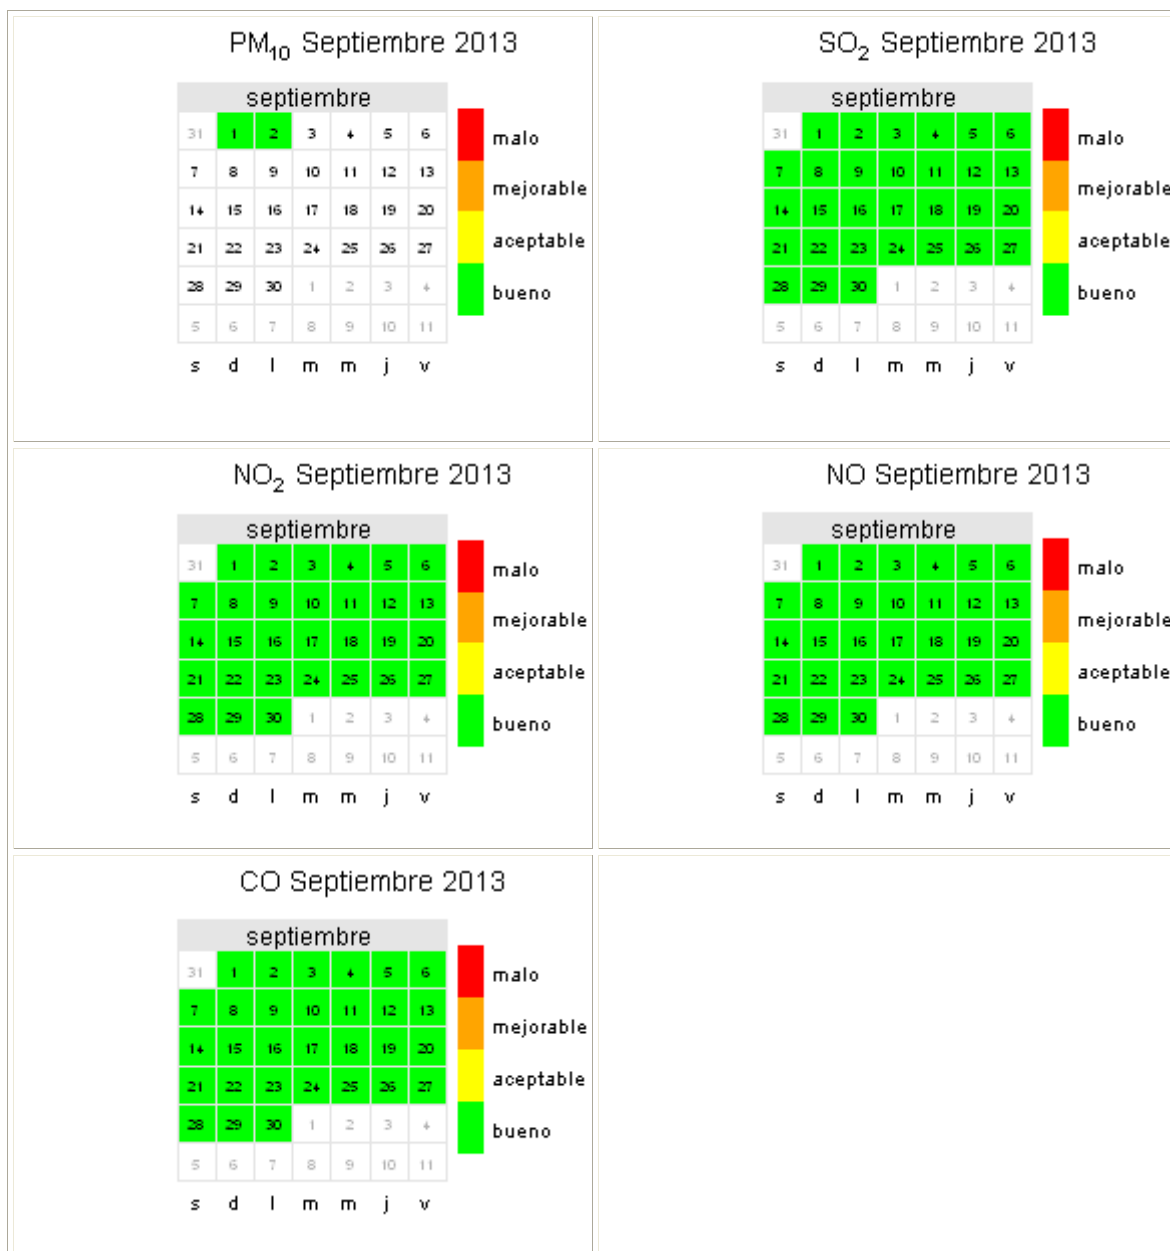 PM10 Septiembre 2013
septiembre
31 1 2 3 4 5 6
7 8 9 10 11 12 13
14 15 16 17 18 19 20
21 22 23 24 25 26 27
28 29 30 1 2 3 4
5 6 7 8 9 10 11
s d l m m j v
malo
mejorable
aceptable
bueno
SO2 Septiembre 2013
septiembre
31 1 2 3 4 5 6
7 8 9 10 11 12 13
14 15 16 17 18 19 20
21 22 23 24 25 26 27
28 29 30 1 2 3 4
5 6 7 8 9 10 11
s d l m m j v
malo
mejorable
aceptable
bueno
NO2 Septiembre 2013
septiembre
31 1 2 3 4 5 6
7 8 9 10 11 12 13
14 15 16 17 18 19 20
21 22 23 24 25 26 27
28 29 30 1 2 3 4
5 6 7 8 9 10 11
s d l m m j v
malo
mejorable
aceptable
bueno
NO Septiembre 2013
septiembre
31 1 2 3 4 5 6
7 8 9 10 11 12 13
14 15 16 17 18 19 20
21 22 23 24 25 26 27
28 29 30 1 2 3 4
5 6 7 8 9 10 11
s d l m m j v
malo
mejorable
aceptable
bueno
CO Septiembre 2013
septiembre
31 1 2 3 4 5 6
7 8 9 10 11 12 13
14 15 16 17 18 19 20
21 22 23 24 25 26 27
28 29 30 1 2 3 4
5 6 7 8 9 10 11
s d l m m j v
malo
mejorable
aceptable
bueno